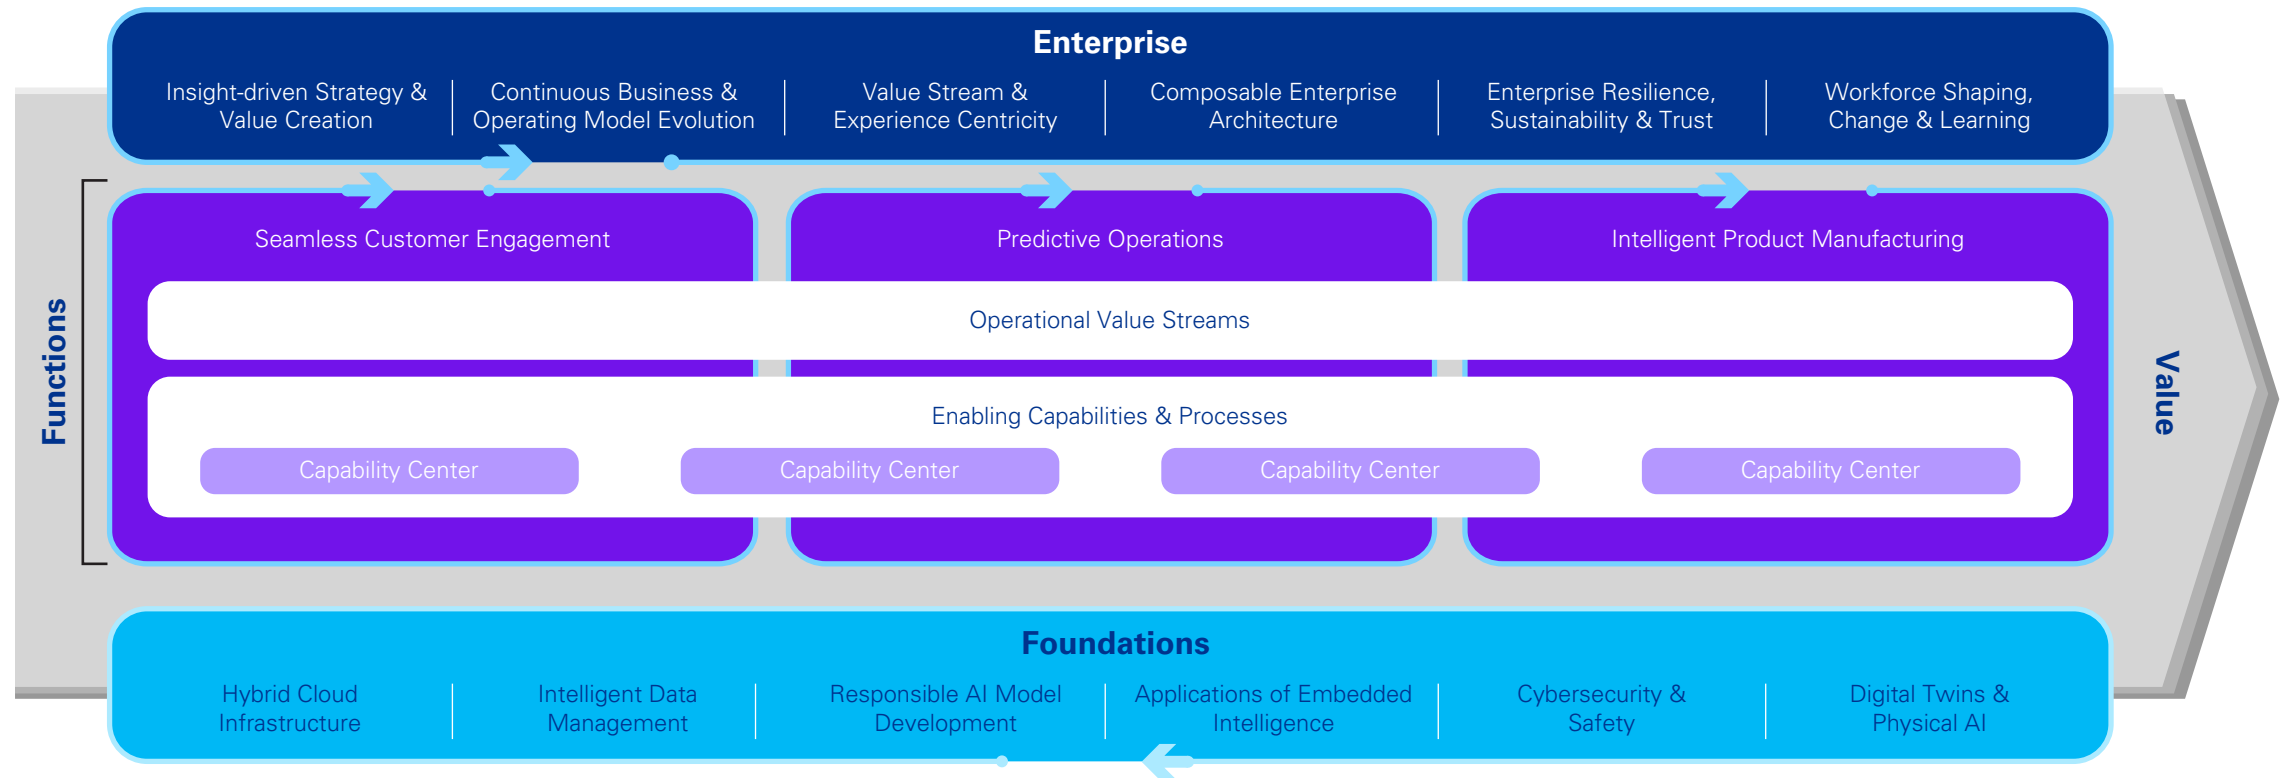 Enterprise
Insight-driven Strategy &
Value Creation
Continuous Business &
Operating Model Evolution
Value Stream &
Experience Centricity
Composable Enterprise
Architecture
Enterprise Resilience,
Sustainability & Trust
Workforce Shaping,
Change & Learning
Functions
Seamless Customer Engagement
Predictive Operations
Intelligent Product Manufacturing
Operational Value Streams
Enabling Capabilities & Processes
Capability Center
Capability Center
Capability Center
Capability Center
Value
Foundations
Hybrid Cloud
Infrastructure
Intelligent Data
Management
Responsible AI Model
Development
Applications of Embedded
Intelligence
Cybersecurity &
Safety
Digital Twins &
Physical AI